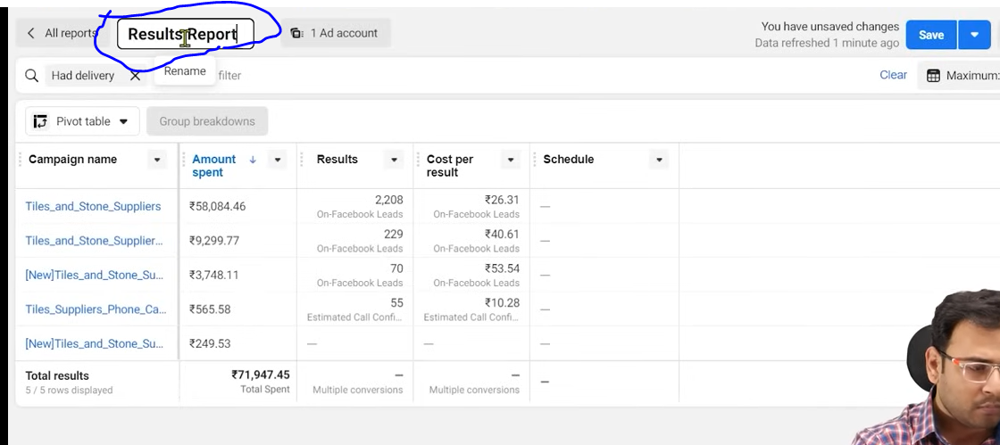 All reports Results Report 1 Ad account You have unsaved changes Save
Data refreshed 1 minute ago
Had delivery Rename filter Clear Maximum:
Pivot table Group breakdowns
Campaign name Amount spent Results Cost per result Schedule
Tiles_and_Stone_Suppliers ₹58,084.46 2,208 ₹26.31 —
On-Facebook Leads On-Facebook Leads
Tiles_and_Stone_Supplier... ₹9,299.77 229 ₹40.61 —
On-Facebook Leads On-Facebook Leads
[New]Tiles_and_Stone_Su... ₹3,748.11 70 ₹53.54 —
On-Facebook Leads On-Facebook Leads
Tiles_Suppliers_Phone_Ca... ₹565.58 55 ₹10.28 —
Estimated Call Confi... Estimated Call Confi...
[New]Tiles_and_Stone_Su... ₹249.53 — — —
Total results ₹71,947.45 — — —
5 / 5 rows displayed Total Spent Multiple conversions Multiple conversions